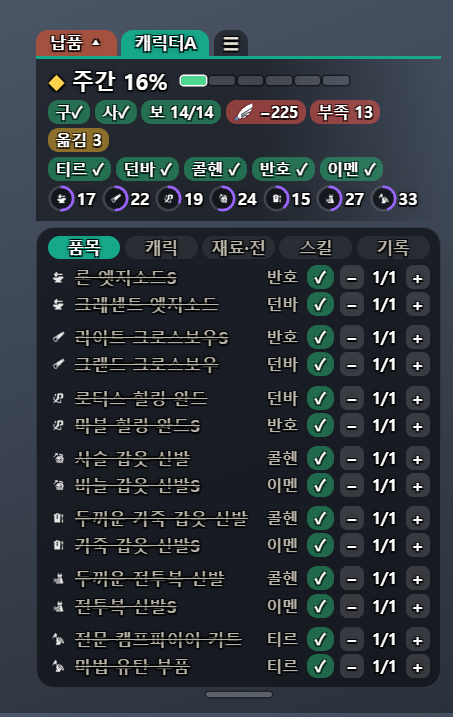 납품 ▲ 캐릭터A ☰
◆ 주간 16%
구✓ 사✓ 보 14/14 −225 부족 13
옮김 3
티르 ✓ 던바 ✓ 콜헨 ✓ 반호 ✓ 이멘 ✓
17 22 19 24 15 27 33
품목 캐릭 재료·전 스킬 기록
룬 엣지소드S 반호 ✓ − 1/1 +
크레센트 엣지소드 던바 ✓ − 1/1 +
라이트 크로스보우S 반호 ✓ − 1/1 +
그랜드 크로스보우 던바 ✓ − 1/1 +
로터스 힐링 완드 던바 ✓ − 1/1 +
마블 힐링 완드S 반호 ✓ − 1/1 +
사슬 갑옷 신발 콜헨 ✓ − 1/1 +
비늘 갑옷 신발S 이멘 ✓ − 1/1 +
두꺼운 가죽 갑옷 신발 콜헨 ✓ − 1/1 +
가죽 갑옷 신발S 이멘 ✓ − 1/1 +
두꺼운 전투복 신발 콜헨 ✓ − 1/1 +
전투복 신발S 이멘 ✓ − 1/1 +
전문 캠프파이어 키트 티르 ✓ − 1/1 +
마법 유탄 부품 티르 ✓ − 1/1 +